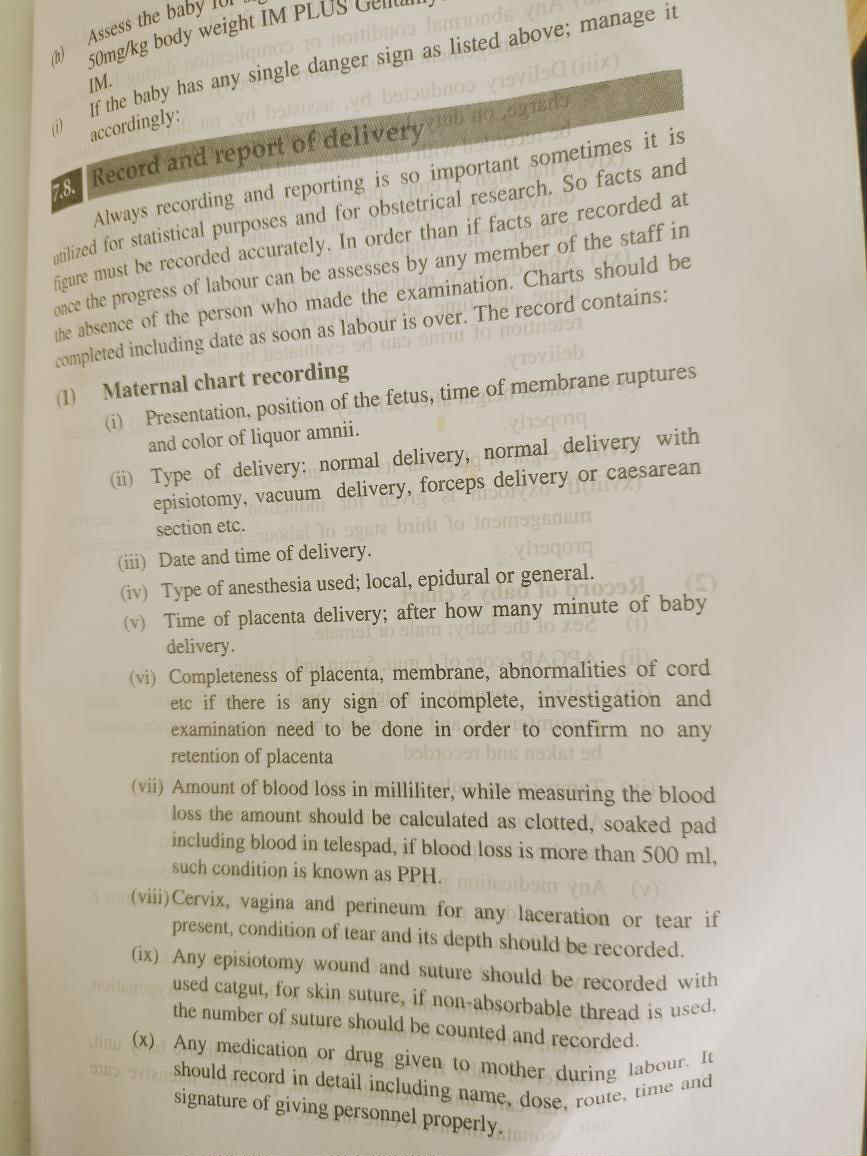 (h) Assess the baby for
50mg/kg body weight IM PLUS
IM.
(i) If the baby has any single danger sign as listed above; manage it
accordingly:
7.8. Record and report of delivery
Always recording and reporting is so important sometimes it is
utilized for statistical purposes and for obstetrical research. So facts and
figure must be recorded accurately. In order than if facts are recorded at
once the progress of labour can be assesses by any member of the staff in
the absence of the person who made the examination. Charts should be
completed including date as soon as labour is over. The record contains:
(1) Maternal chart recording
(i) Presentation, position of the fetus, time of membrane ruptures
and color of liquor amnii.
(ii) Type of delivery: normal delivery, normal delivery with
episiotomy, vacuum delivery, forceps delivery or caesarean
section etc.
(iii) Date and time of delivery.
(iv) Type of anesthesia used; local, epidural or general.
(v) Time of placenta delivery; after how many minute of baby
delivery.
(vi) Completeness of placenta, membrane, abnormalities of cord
etc if there is any sign of incomplete, investigation and
examination need to be done in order to confirm no any
retention of placenta
(vii) Amount of blood loss in milliliter, while measuring the blood
loss the amount should be calculated as clotted, soaked pad
including blood in telespad, if blood loss is more than 500 ml,
such condition is known as PPH.
(viii) Cervix, vagina and perineum for any laceration or tear if
present, condition of tear and its depth should be recorded.
(ix) Any episiotomy wound and suture should be recorded with
used catgut, for skin suture, if non-absorbable thread is used,
the number of suture should be counted and recorded.
(x) Any medication or drug given to mother during labour. It
should record in detail including name, dose, route, time and
signature of giving personnel properly.